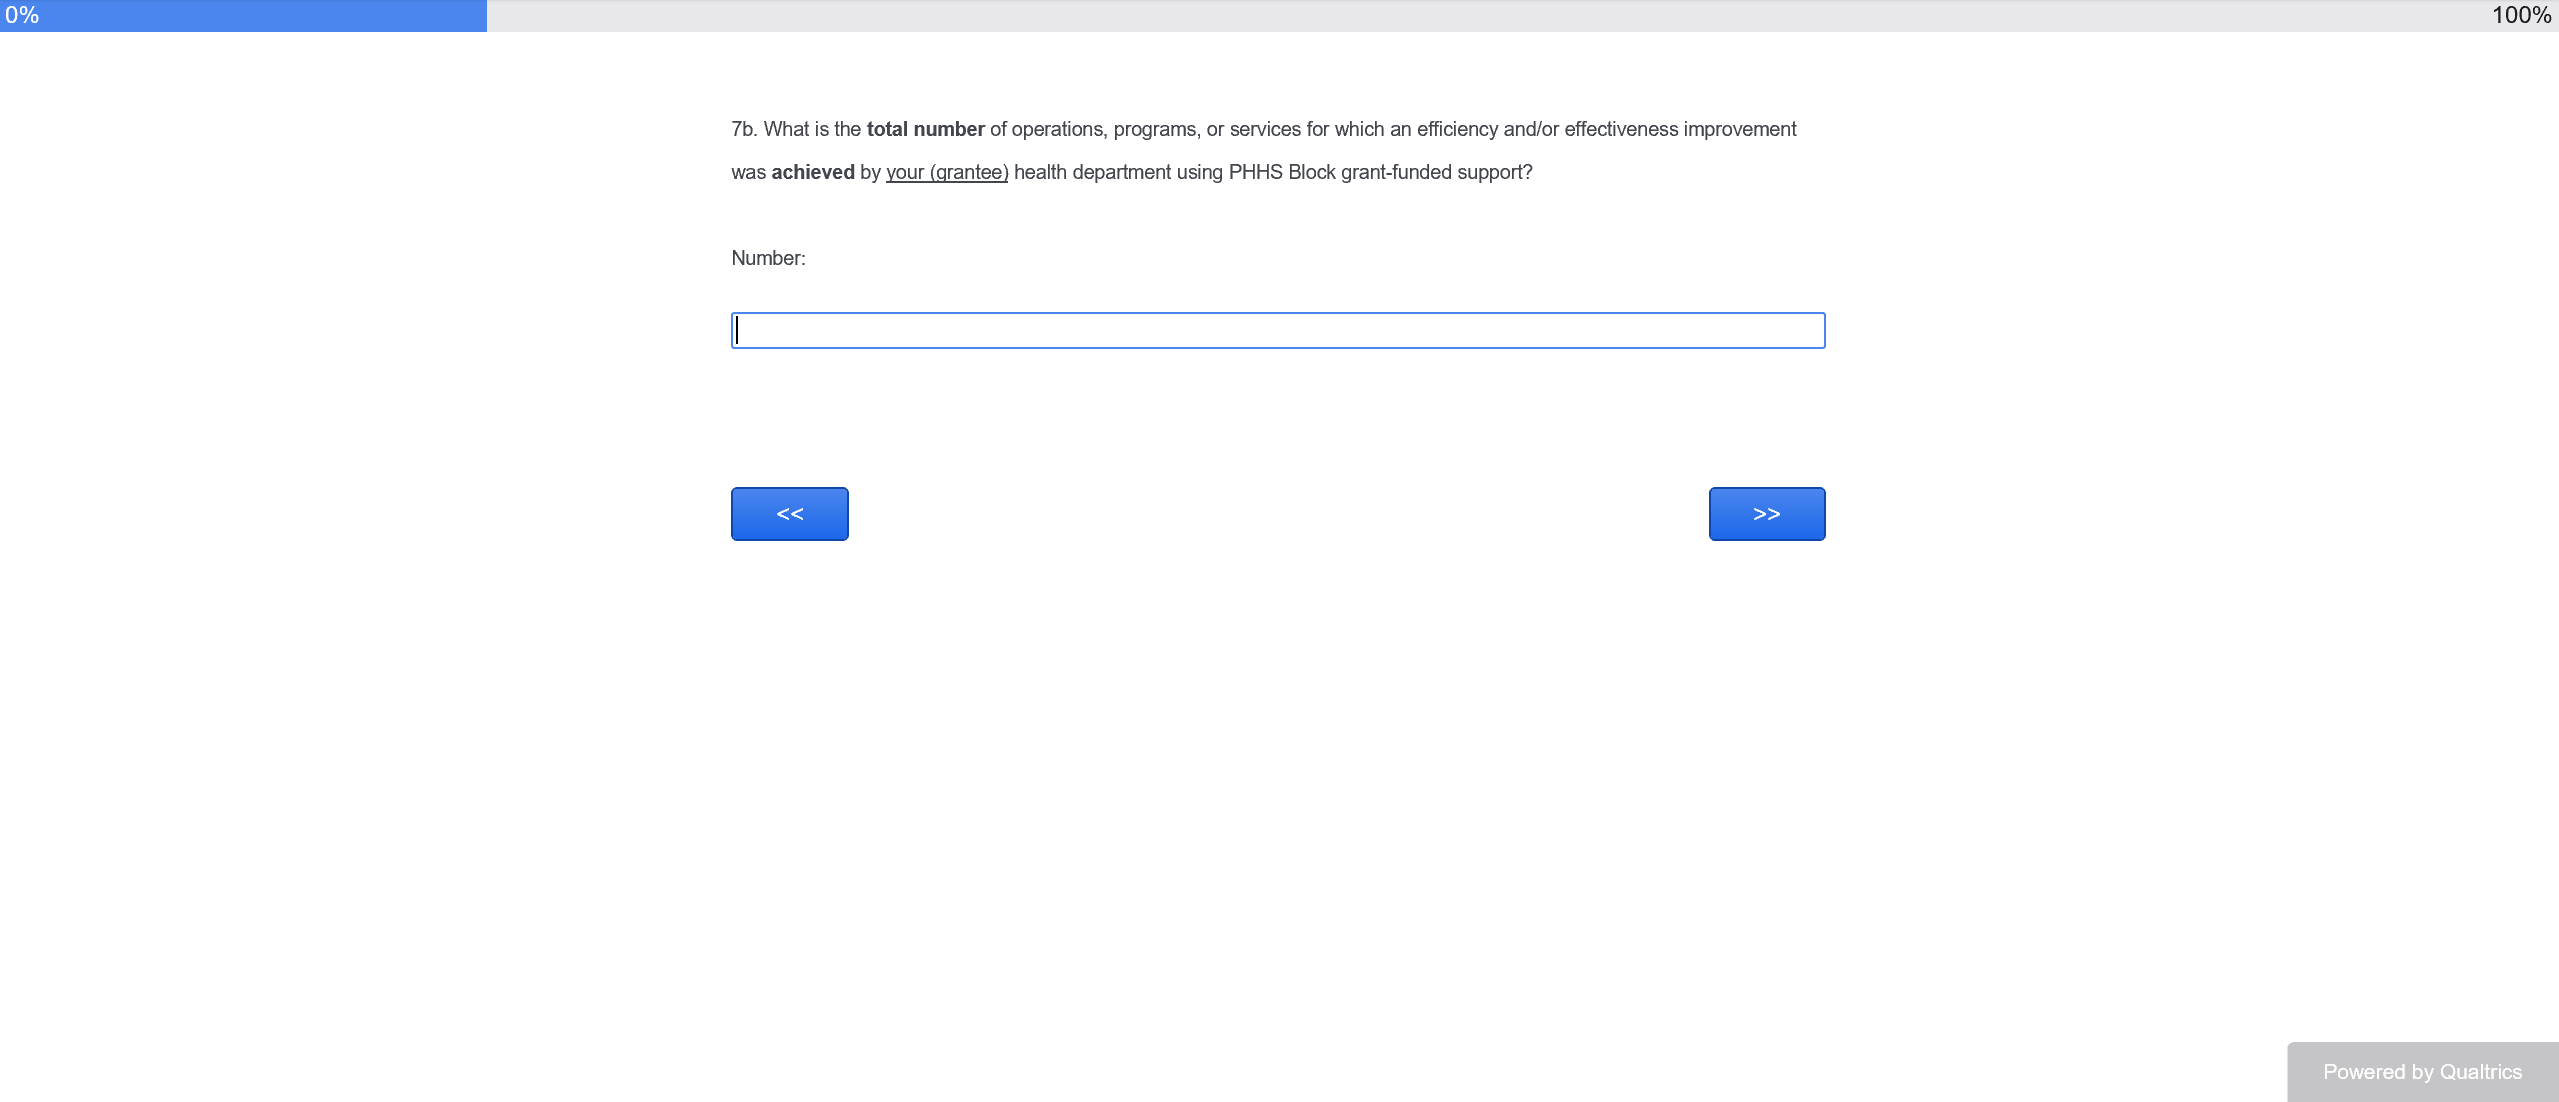 0%
100%
7b. What is the total number of operations, programs, or services for which an efficiency and/or effectiveness improvement
was achieved by your (grantee) health department using PHHS Block grant-funded support?
Number:
<<
>>
Powered by Qualtrics